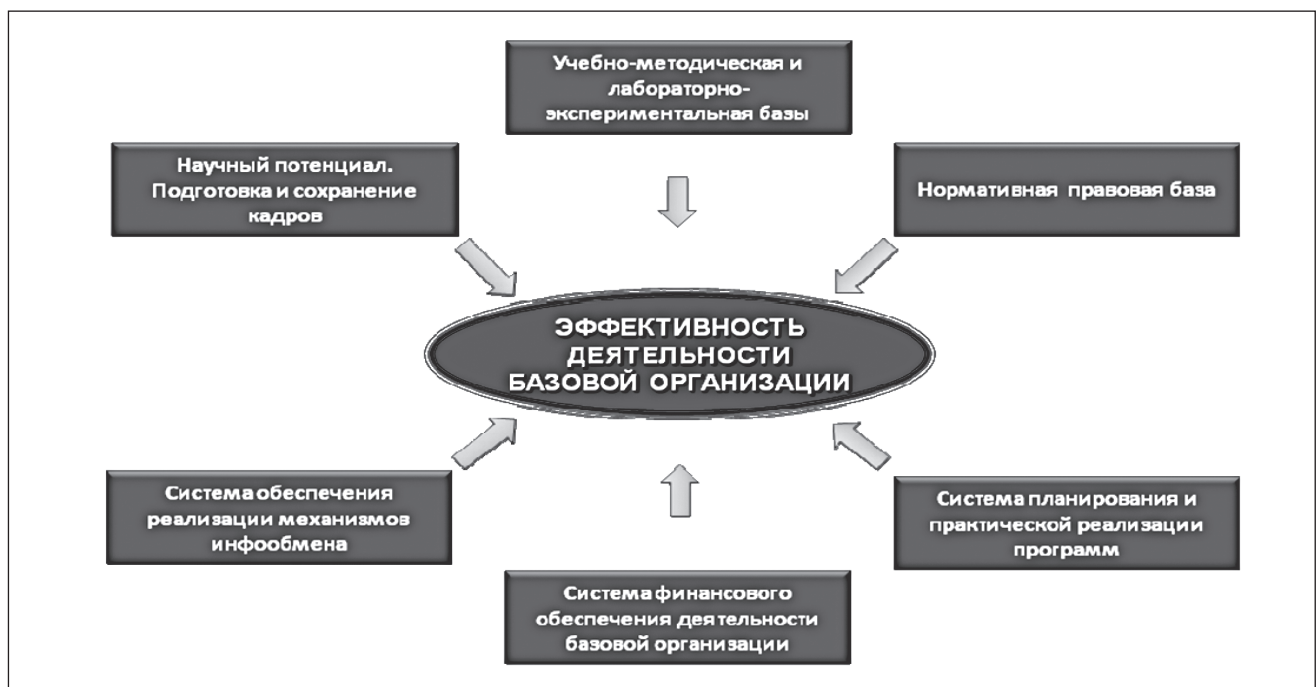 Учебно-методическая и
лабораторно-
экспериментальная базы
Научный потенциал.
Подготовка и сохранение
кадров
Нормативная правовая база
ЭФФЕКТИВНОСТЬ
ДЕЯТЕЛЬНОСТИ
БАЗОВОЙ ОРГАНИЗАЦИИ
Система обеспечения
реализации механизмов
инфообмена
Система планирования и
практической реализации
программ
Система финансового
обеспечения деятельности
базовой организации